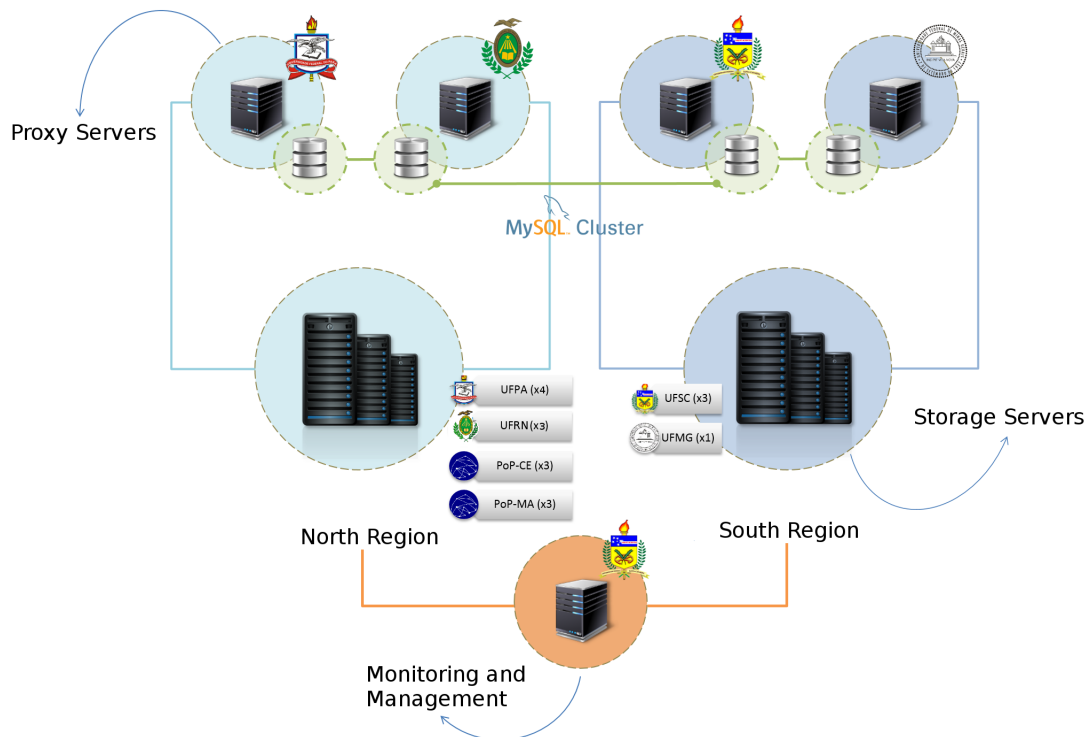 Proxy Servers
MySQL Cluster
UFPA (x4)
UFRN (x3)
PoP-CE (x3)
PoP-MA (x3)
UFSC (x3)
UFMG (x1)
Storage Servers
North Region
South Region
Monitoring and
Management